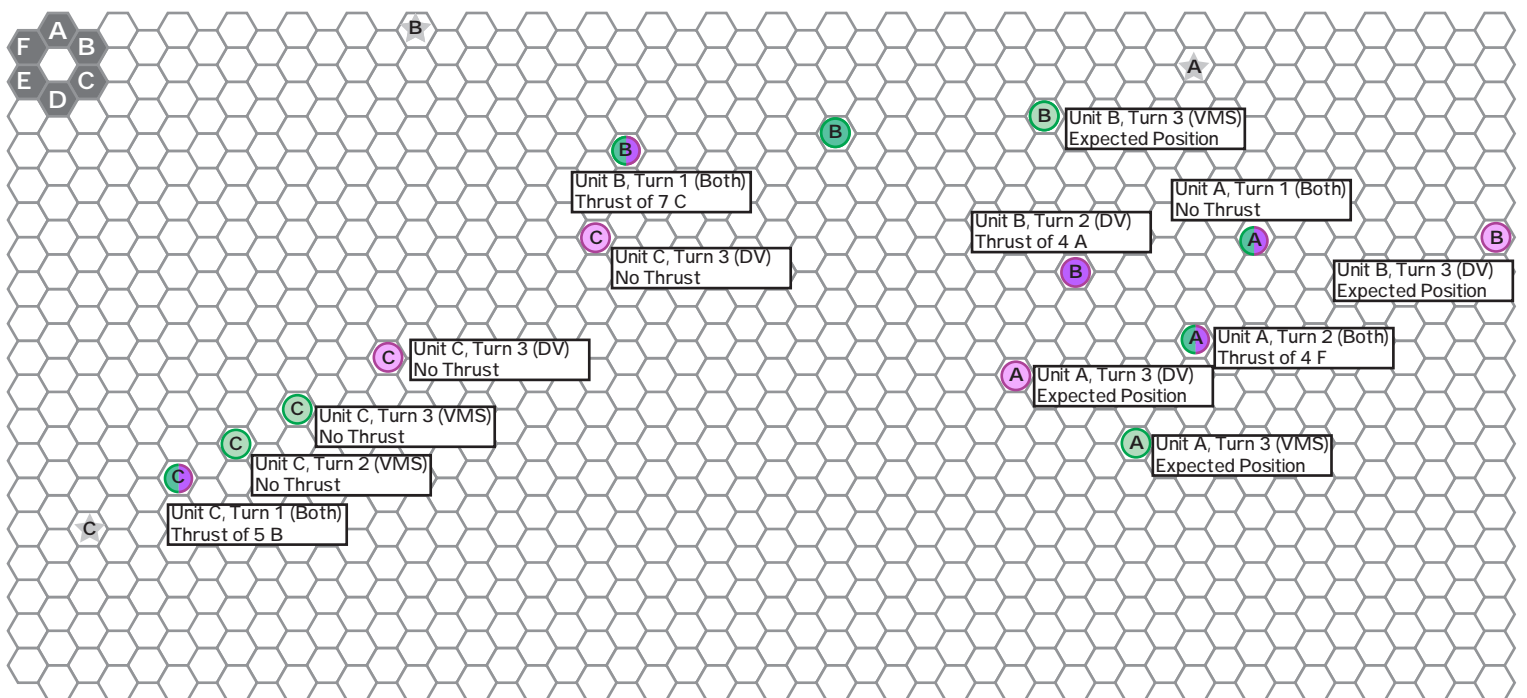 A
F
B
E
C
D
B
A
B
Unit B, Turn 3 (VMS)
Expected Position
B
B
Unit B, Turn 1 (Both)
Thrust of 7 C
Unit A, Turn 1 (Both)
No Thrust
A
Unit B, Turn 2 (DV)
Thrust of 4 A
B
B
Unit B, Turn 3 (DV)
Expected Position
C
Unit C, Turn 3 (DV)
No Thrust
A
Unit A, Turn 2 (Both)
Thrust of 4 F
C
Unit C, Turn 3 (DV)
No Thrust
A
Unit A, Turn 3 (DV)
Expected Position
C
Unit C, Turn 3 (VMS)
No Thrust
A
Unit A, Turn 3 (VMS)
Expected Position
C
Unit C, Turn 2 (VMS)
No Thrust
C
Unit C, Turn 1 (Both)
Thrust of 5 B
C